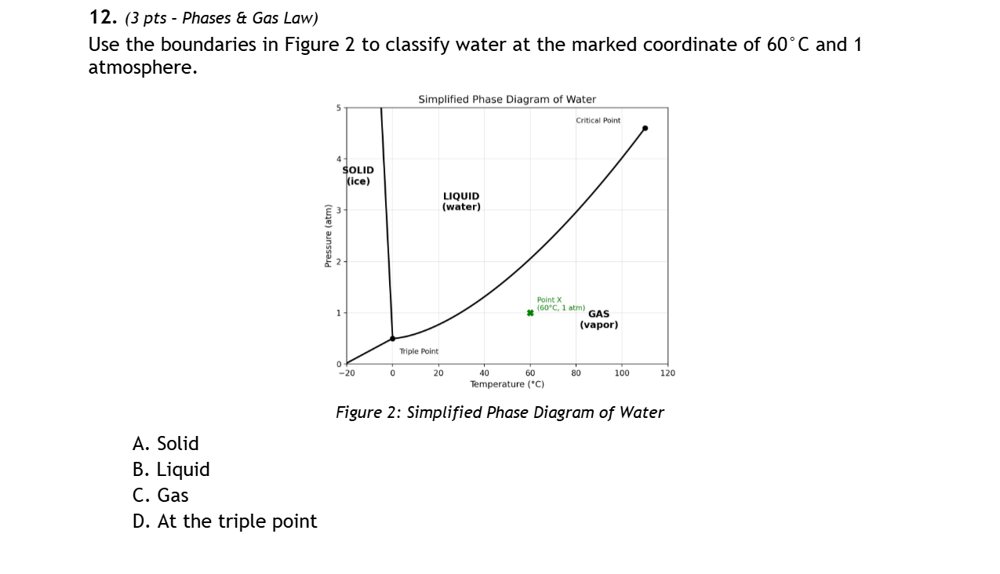 12. (3 pts - Phases & Gas Law)
Use the boundaries in Figure 2 to classify water at the marked coordinate of 60°C and 1
atmosphere.
Simplified Phase Diagram of Water
5
Critical Point
4
SOLID
(ice)
LIQUID
(water)
3
Pressure (atm)
2
Point X
(60°C, 1 atm)
1
GAS
(vapor)
Triple Point
0
−20 0 20 40 60 80 100 120
Temperature (°C)
Figure 2: Simplified Phase Diagram of Water
A. Solid
B. Liquid
C. Gas
D. At the triple point